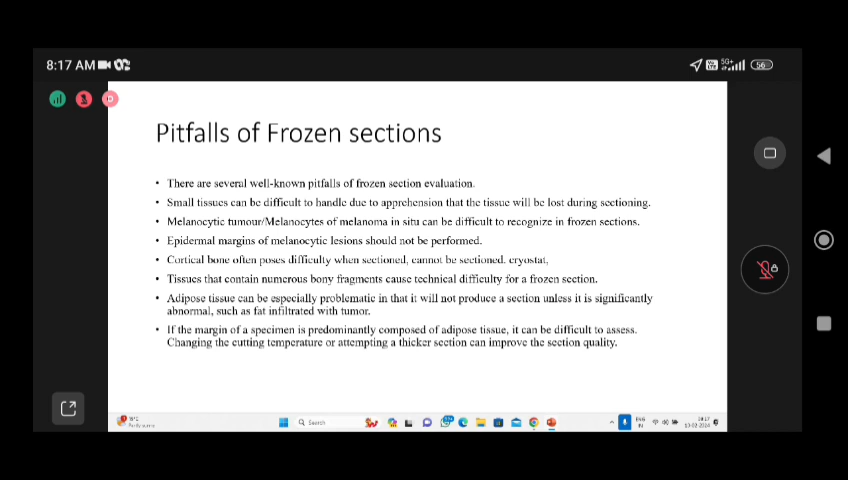 8:17 AM
5G+
56
Pitfalls of Frozen sections
• There are several well-known pitfalls of frozen section evaluation.
• Small tissues can be difficult to handle due to apprehension that the tissue will be lost during sectioning.
• Melanocytic tumour/Melanocytes of melanoma in situ can be difficult to recognize in frozen sections.
• Epidermal margins of melanocytic lesions should not be performed.
• Cortical bone often poses difficulty when sectioned, cannot be sectioned. cryostat,
• Tissues that contain numerous bony fragments cause technical difficulty for a frozen section.
• Adipose tissue can be especially problematic in that it will not produce a section unless it is significantly
abnormal, such as fat infiltrated with tumor.
• If the margin of a specimen is predominantly composed of adipose tissue, it can be difficult to assess.
Changing the cutting temperature or attempting a thicker section can improve the section quality.
Search
ENG
IN